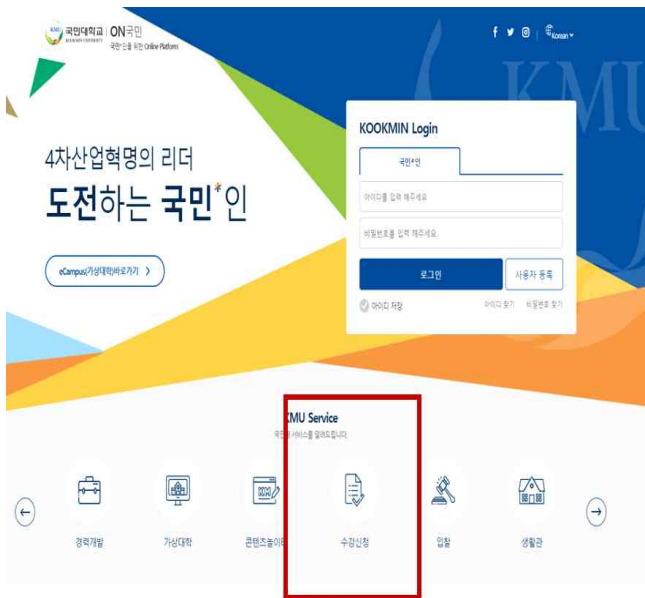 국민대학교 ON국민
KOOKMIN UNIVERSITY
국민*인을 위한 Online Platform
Korean
KMU
4차산업혁명의 리더
도전하는 국민*인
eCampus(가상대학)바로가기 >
KOOKMIN Login
국민*인
아이디를 입력 해주세요
비밀번호를 입력 해주세요.
로그인
사용자 등록
아이디 저장
아이디 찾기 비밀번호 찾기
KMU Service
서비스를 알려드립니다.
경력개발
가상대학
콘텐츠놀이터
수강신청
입찰
생활관